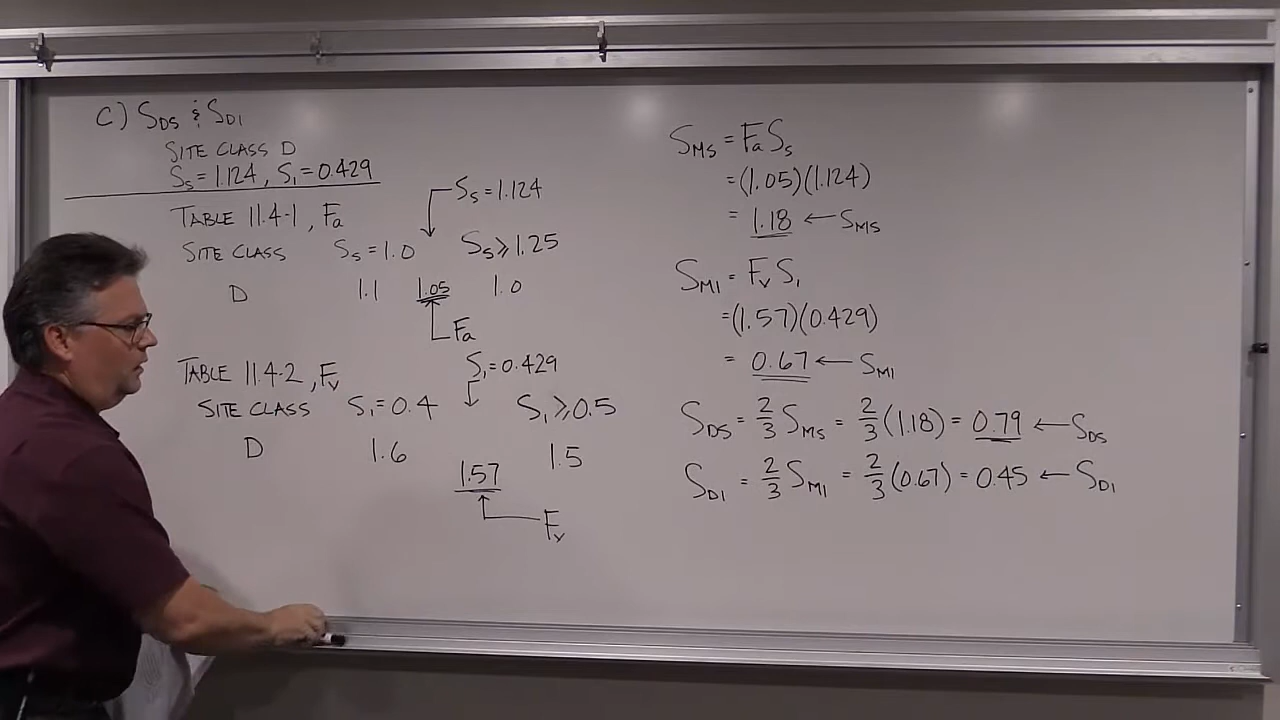 C) SDS & SD1
SITE CLASS D
Ss = 1.124, S1 = 0.429
TABLE 11.4-1, Fa
Ss = 1.124
SITE CLASS Ss = 1.0 Ss ≥ 1.25
D 1.1 1.05 1.0
Fa
TABLE 11.4-2, Fv
S1 = 0.429
SITE CLASS S1 = 0.4 S1 ≥ 0.5
D 1.6 1.5
1.57
Fv
SMS = FaSs
= (1.05)(1.124)
= 1.18 ← SMS
SM1 = FvS1
= (1.57)(0.429)
= 0.67 ← SM1
SDS = 2/3 SMS = 2/3 (1.18) = 0.79 ← SDS
SD1 = 2/3 SM1 = 2/3 (0.67) = 0.45 ← SD1